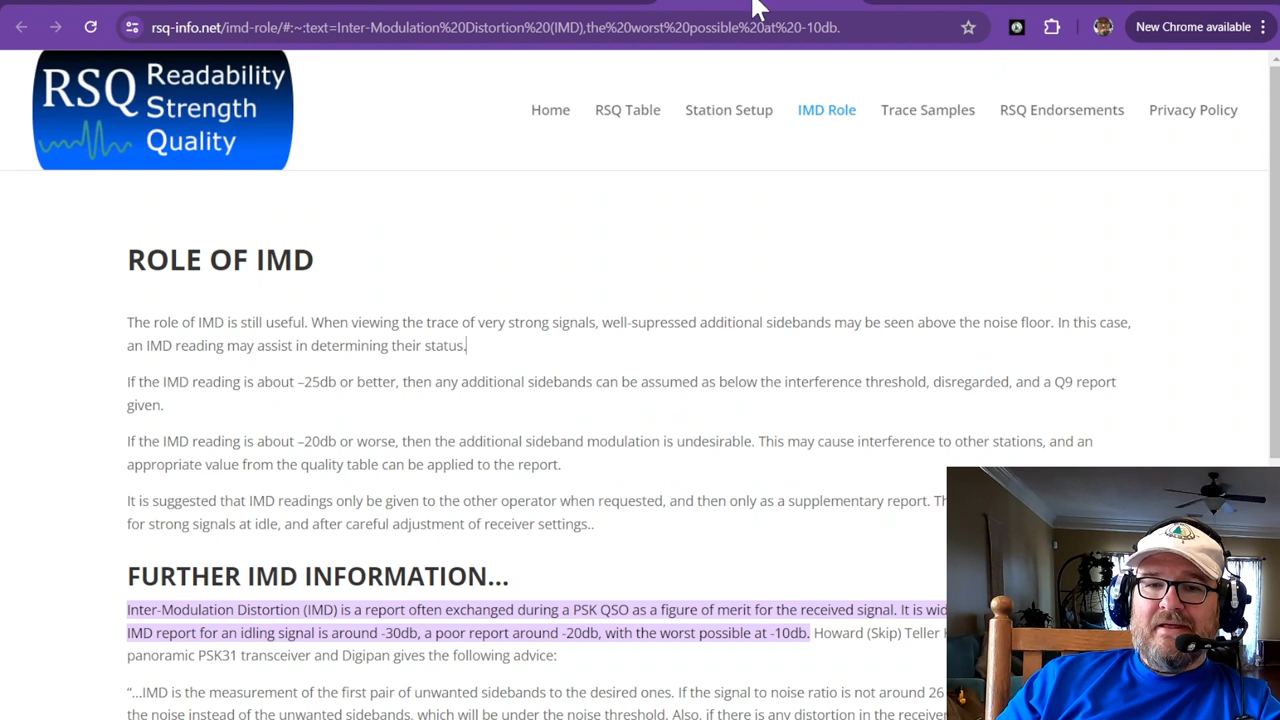 rsq-info.net/imd-role/#:~:text=Inter-Modulation%20Distortion%20(IMD),the%20worst%20possible%20at%20-10db.
New Chrome available
RSQ Readability
Strength
Quality
Home RSQ Table Station Setup IMD Role Trace Samples RSQ Endorsements Privacy Policy
ROLE OF IMD
The role of IMD is still useful. When viewing the trace of very strong signals, well-supressed additional sidebands may be seen above the noise floor. In this case,
an IMD reading may assist in determining their status.
If the IMD reading is about –25db or better, then any additional sidebands can be assumed as below the interference threshold, disregarded, and a Q9 report
given.
If the IMD reading is about –20db or worse, then the additional sideband modulation is undesirable. This may cause interference to other stations, and an
appropriate value from the quality table can be applied to the report.
It is suggested that IMD readings only be given to the other operator when requested, and then only as a supplementary report.
for strong signals at idle, and after careful adjustment of receiver settings..
FURTHER IMD INFORMATION...
Inter-Modulation Distortion (IMD) is a report often exchanged during a PSK QSO as a figure of merit for the received signal. It is
IMD report for an idling signal is around -30db, a poor report around -20db, with the worst possible at -10db. Howard (Skip) Teller
panoramic PSK31 transceiver and Digipan gives the following advice:
“...IMD is the measurement of the first pair of unwanted sidebands to the desired ones. If the signal to noise ratio is not around 26
the noise instead of the unwanted sidebands, which will be under the noise threshold. Also, if there is any distortion in the receiver